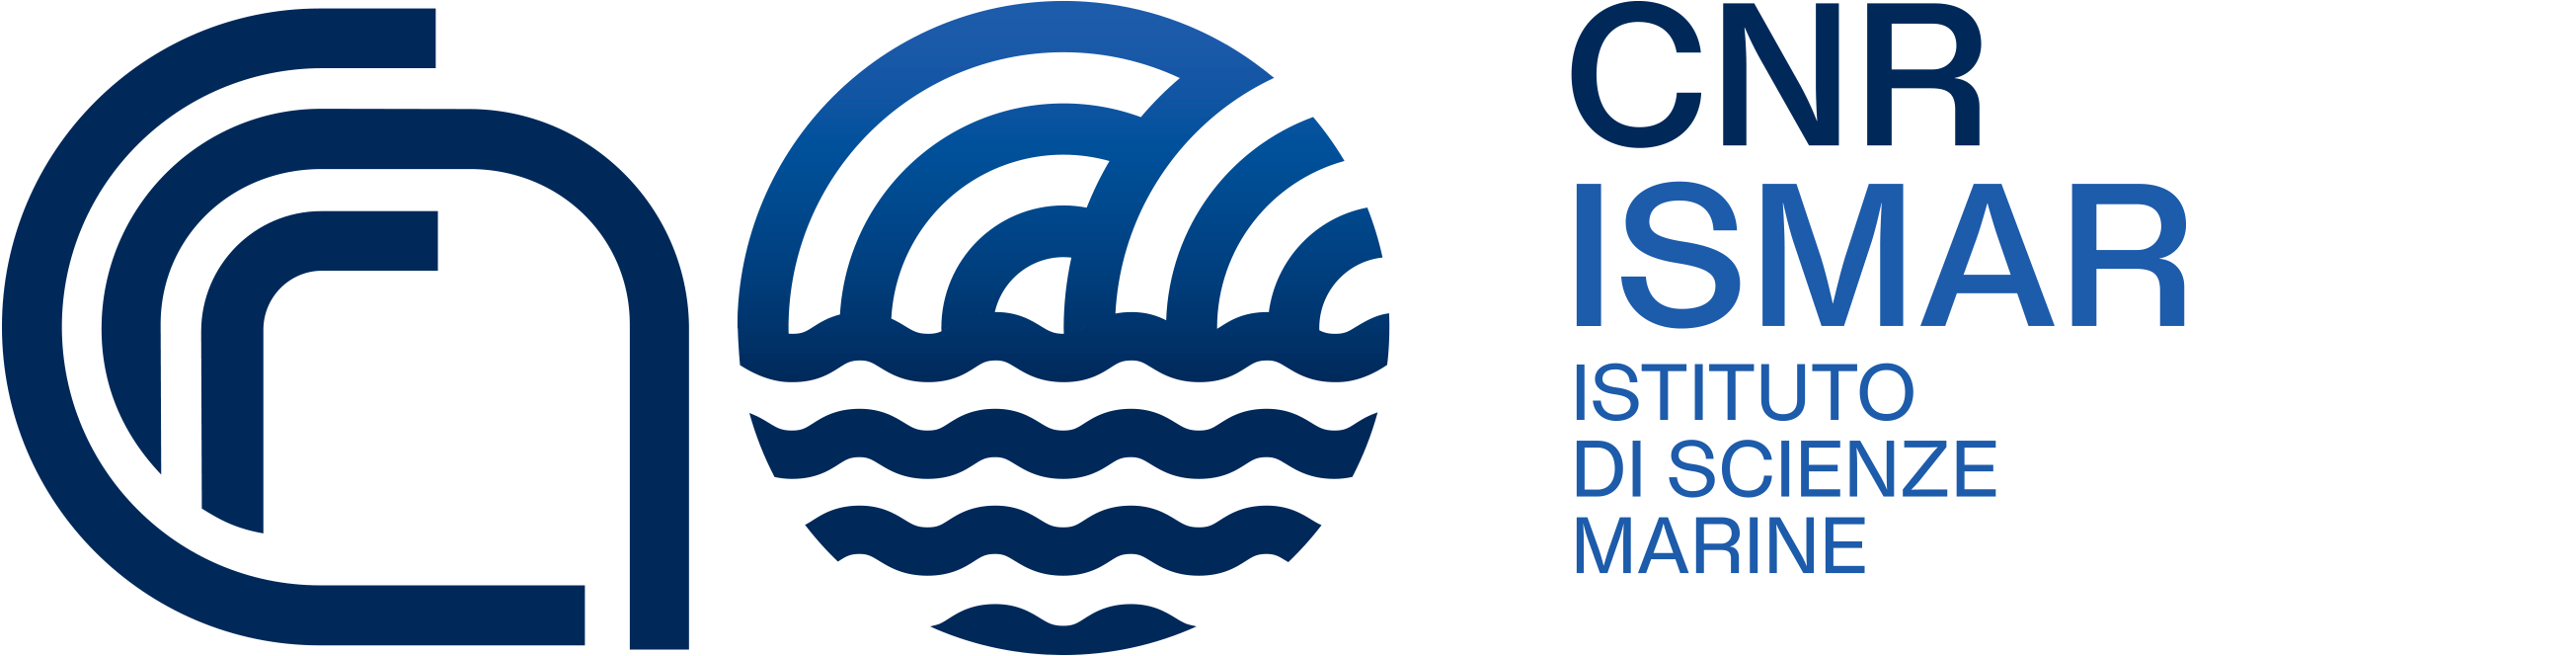 CNR
ISMAR
ISTITUTO
DI SCIENZE
MARINE